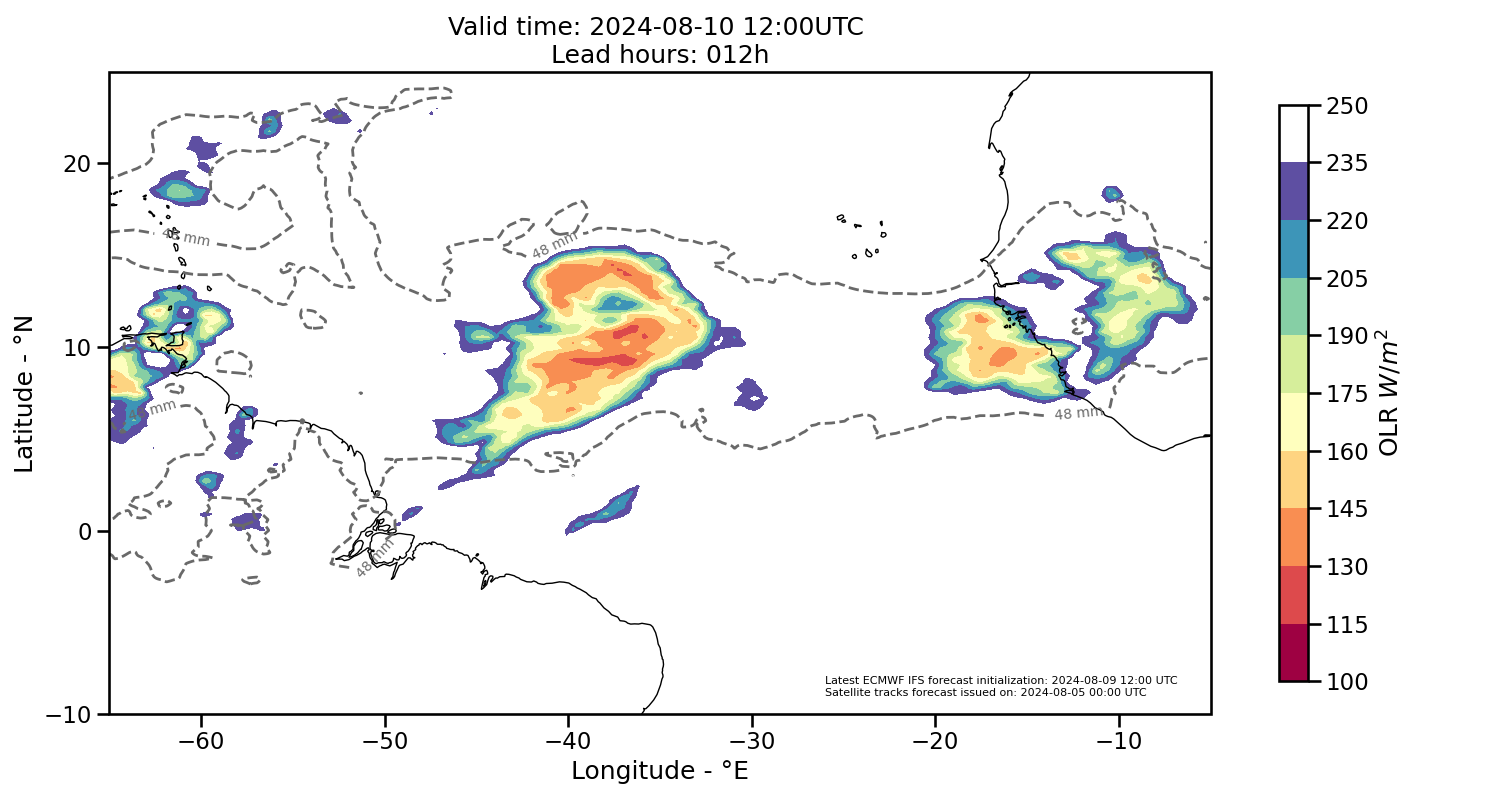 Valid time: 2024-08-10 12:00UTC
Lead hours: 012h
250
235
220
205
190
175
160
145
130
115
100
OLR W/m²
20
10
0
−10
Latitude - °N
48 mm
48 mm
48 mm
48 mm
48 mm
Latest ECMWF IFS forecast initialization: 2024-08-09 12:00 UTC
Satellite tracks forecast issued on: 2024-08-05 00:00 UTC
−60
−50
−40
−30
−20
−10
Longitude - °E